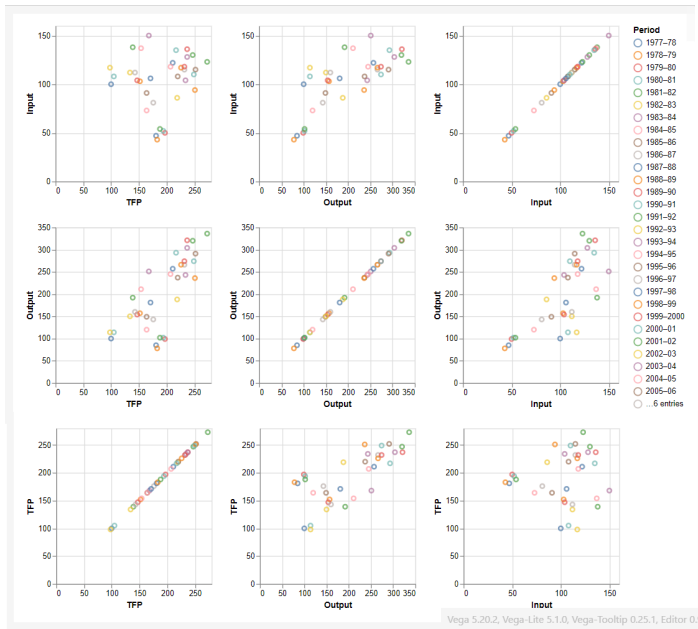 150
100
50
0
Input
0 50 100 150 200 250
TFP
150
100
50
0
Input
0 50 100 150 200 250 300 350
Output
150
100
50
0
Input
0 50 100 150
Input
350
300
250
200
150
100
50
0
Output
0 50 100 150 200 250
TFP
350
300
250
200
150
100
50
0
Output
0 50 100 150 200 250 300 350
Output
350
300
250
200
150
100
50
0
Output
0 50 100 150
Input
250
200
150
100
50
0
TFP
0 50 100 150 200 250
TFP
250
200
150
100
50
0
TFP
0 50 100 150 200 250 300 350
Output
250
200
150
100
50
0
TFP
0 50 100 150
Input
Period
1977–78
1978–79
1979–80
1980–81
1981–82
1982–83
1983–84
1984–85
1985–86
1986–87
1987–88
1988–89
1989–90
1990–91
1991–92
1992–93
1993–94
1994–95
1995–96
1996–97
1997–98
1998–99
1999–2000
2000–01
2001–02
2002–03
2003–04
2004–05
2005–06
…6 entries
Vega 5.20.2, Vega-Lite 5.1.0, Vega-Tooltip 0.25.1, Editor 0.